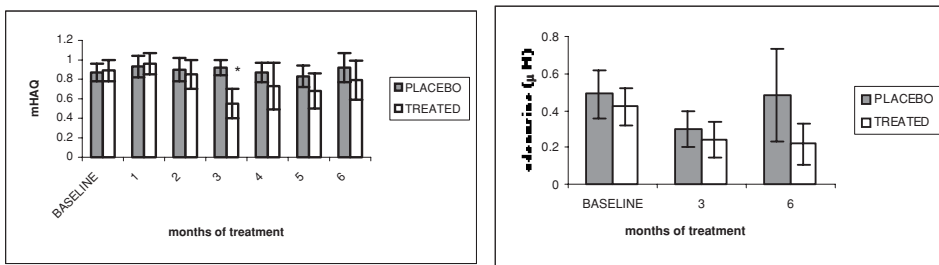 1.2
1
0.8
0.6
0.4
0.2
0
mHAQ
*
BASELINE
1
2
3
4
5
6
months of treatment
PLACEBO
TREATED
0.8
0.6
0.4
0.2
0
(μ M)
BASELINE
3
6
months of treatment
PLACEBO
TREATED